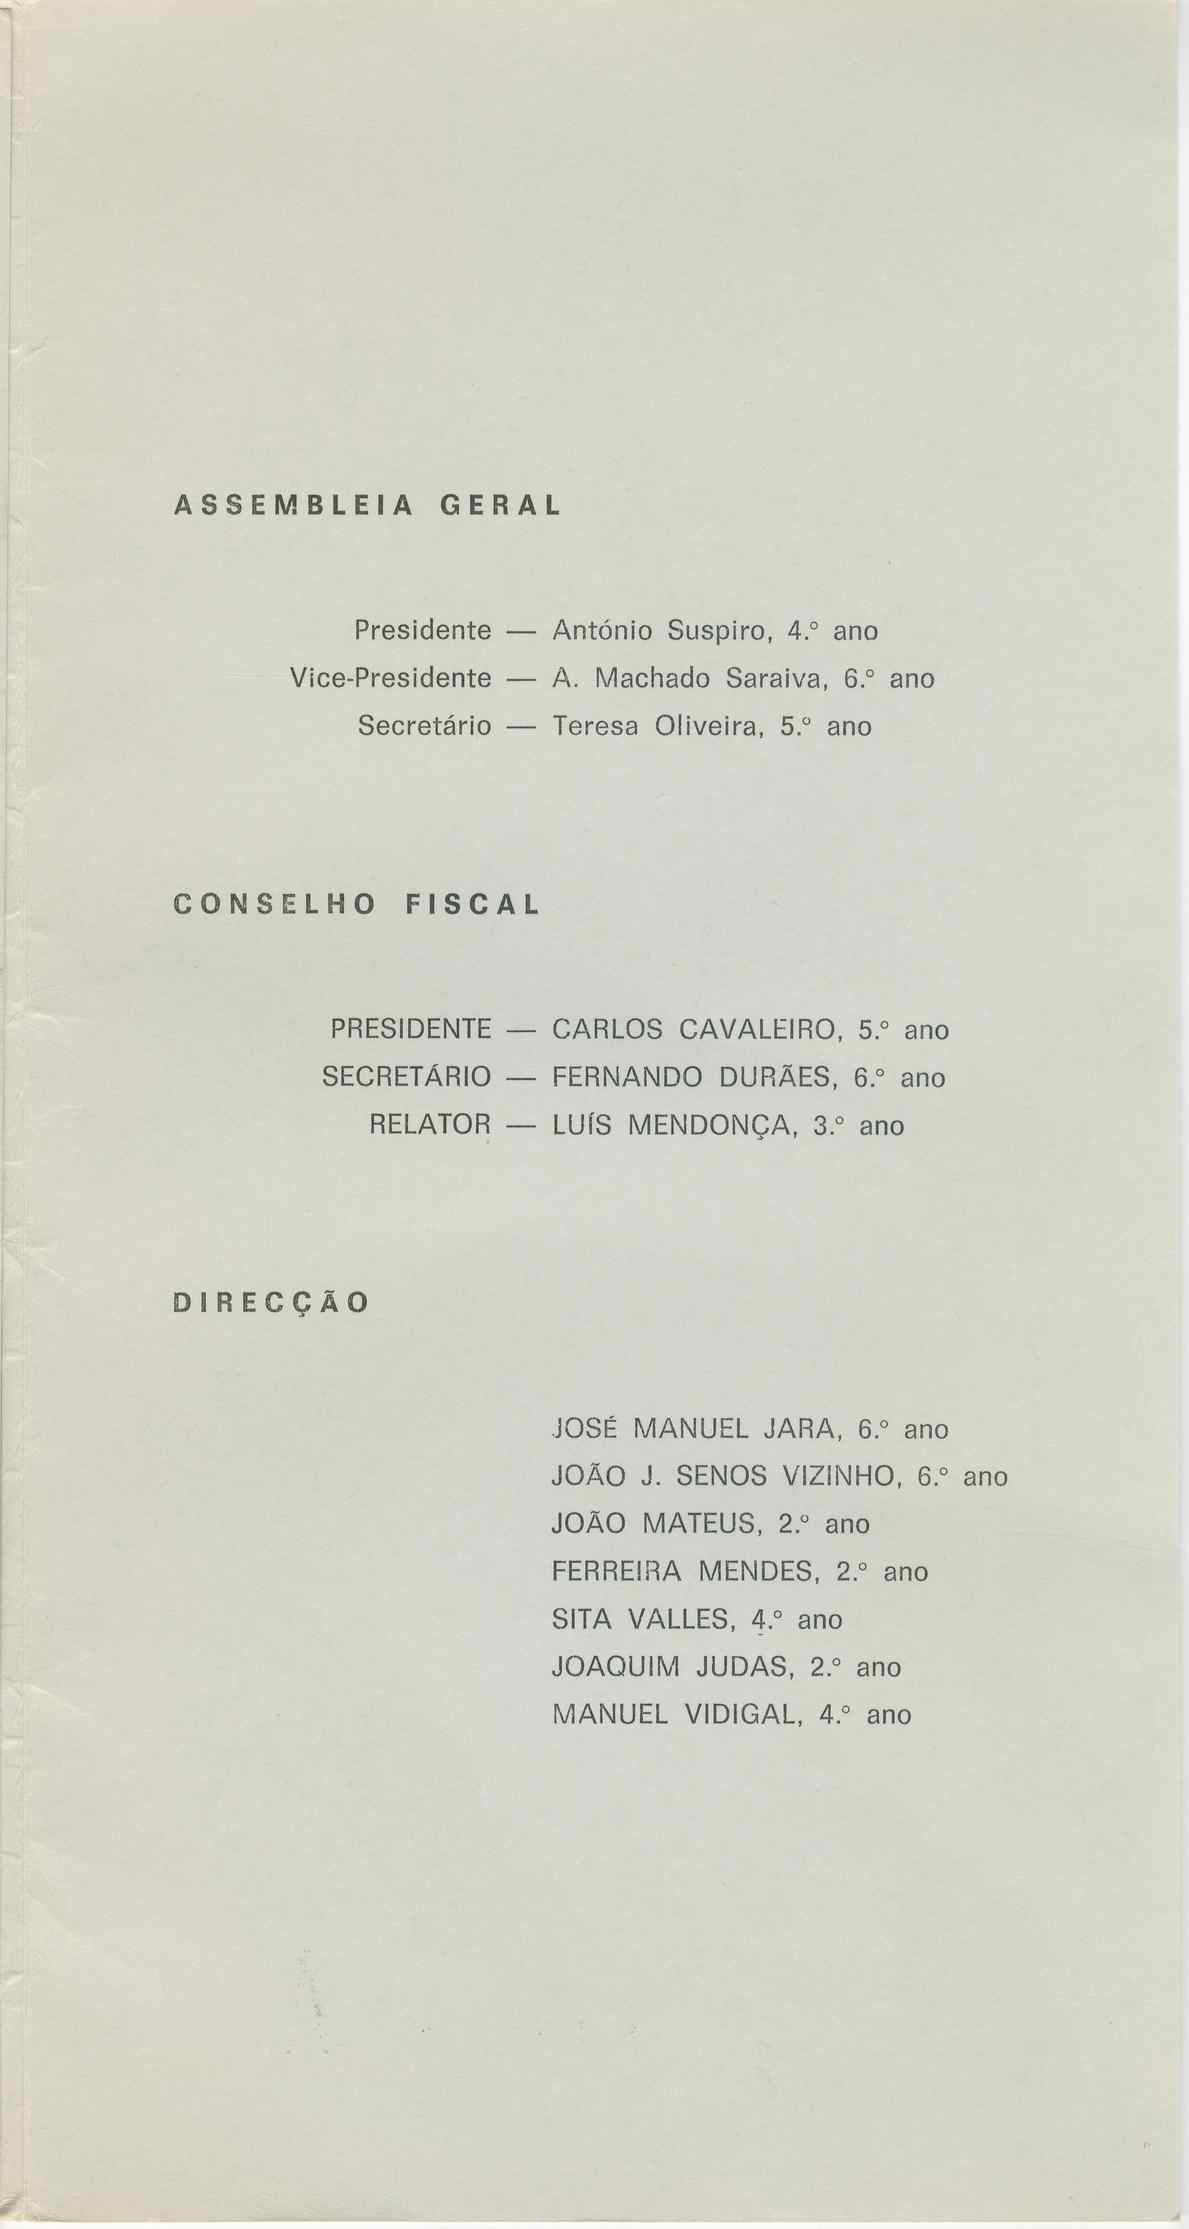 ASSEMBLEIA GERAL
Presidente — António Suspiro, 4.º ano
Vice-Presidente — A. Machado Saraiva, 6.º ano
Secretário — Teresa Oliveira, 5.º ano
CONSELHO FISCAL
PRESIDENTE — CARLOS CAVALEIRO, 5.º ano
SECRETÁRIO — FERNANDO DURÃES, 6.º ano
RELATOR — LUÍS MENDONÇA, 3.º ano
DIRECÇÃO
JOSÉ MANUEL JARA, 6.º ano
JOÃO J. SENOS VIZINHO, 6.º ano
JOÃO MATEUS, 2.º ano
FERREIRA MENDES, 2.º ano
SITA VALLES, 4.º ano
JOAQUIM JUDAS, 2.º ano
MANUEL VIDIGAL, 4.º ano